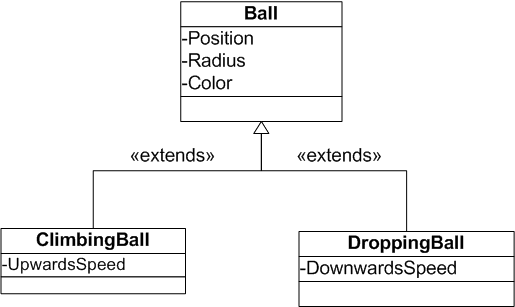 Ball
-Position
-Radius
-Color
«extends»
«extends»
ClimbingBall
-UpwardsSpeed
DroppingBall
-DownwardsSpeed